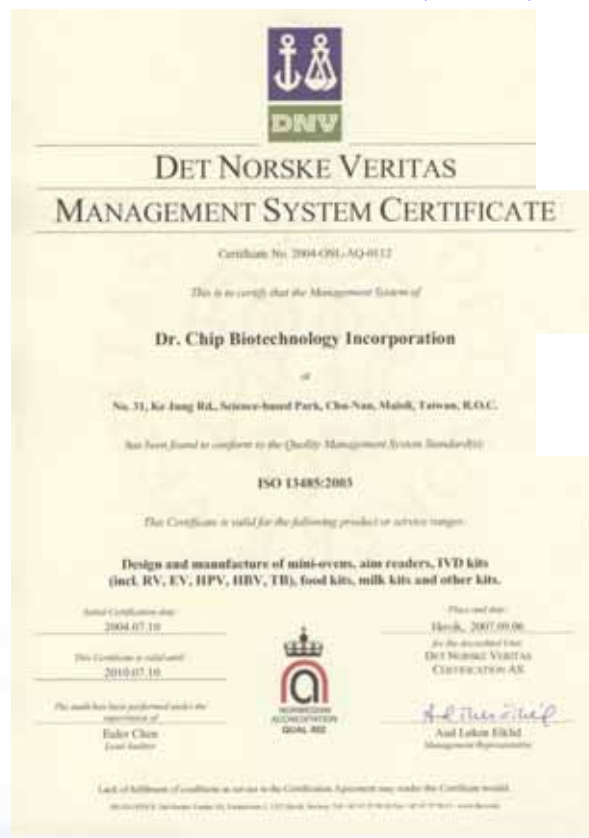 DNV
DET NORSKE VERITAS
MANAGEMENT SYSTEM CERTIFICATE
Certificate No. 2004-OSL-AQ-0112
This is to certify that the Management System of
Dr. Chip Biotechnology Incorporation
at
No. 31, Ke Jung Rd., Science-based Park, Chu-Nan, Maioli, Taiwan, R.O.C.
has been found to conform to the Quality Management System Standard(s):
ISO 13485:2003
This Certificate is valid for the following product or service ranges:
Design and manufacture of mini-ovens, aim readers, IVD kits
(incl. RV, EV, HPV, HBV, TB), food kits, milk kits and other kits.
Initial Certification date:
2004.07.10
This Certificate is valid until:
2010.07.10
The audit has been performed under the
supervision of
Euler Chen
Lead Auditor
NORWEGIAN
ACCREDITATION
QUAL 002
Place and date:
Høvik, 2007.09.06
for the Accredited Unit:
DET NORSKE VERITAS
CERTIFICATION AS
Management Representative
Lack of fulfilment of conditions as set out in the Certification Agreement may render this Certificate invalid.